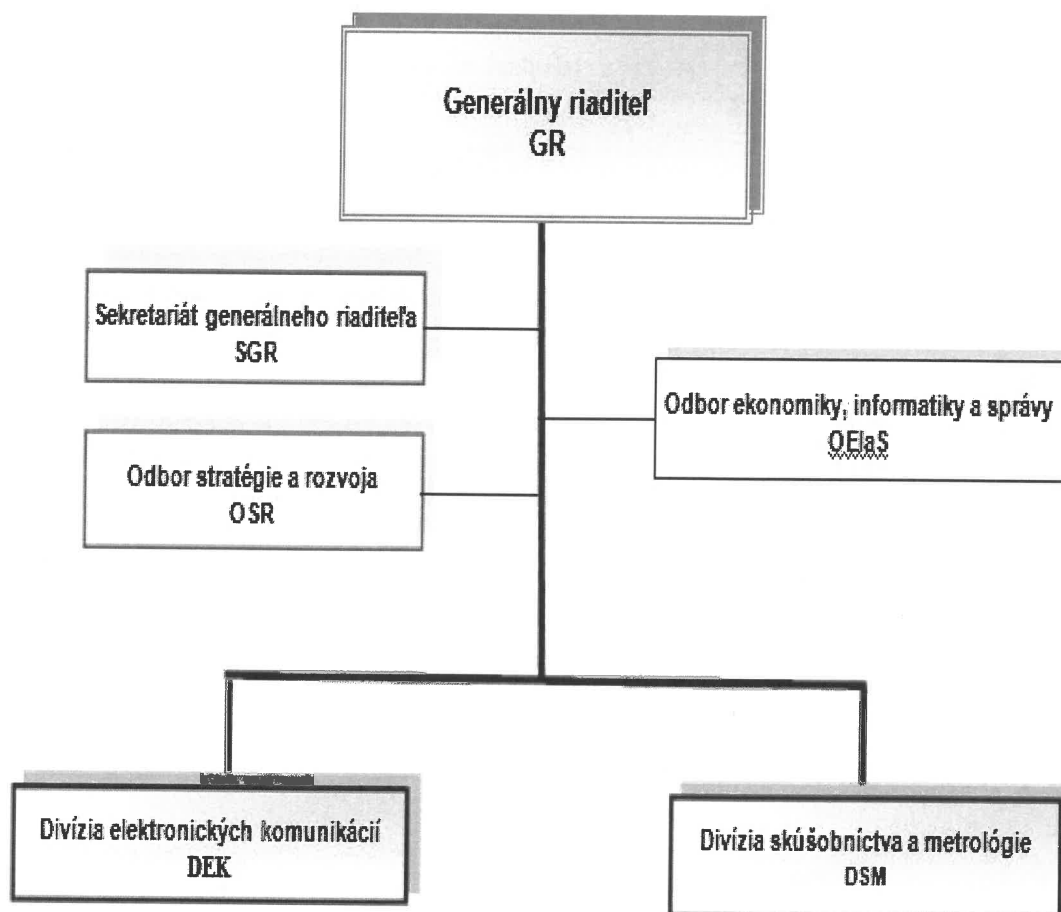 Generálny riaditeľ
GR
Sekretariát generálneho riaditeľa
SGR
Odbor ekonomiky, informatiky a správy
OEIaS
Odbor stratégie a rozvoja
OSR
Divízia elektronických komunikácií
DEK
Divízia skúšobníctva a metrológie
DSM